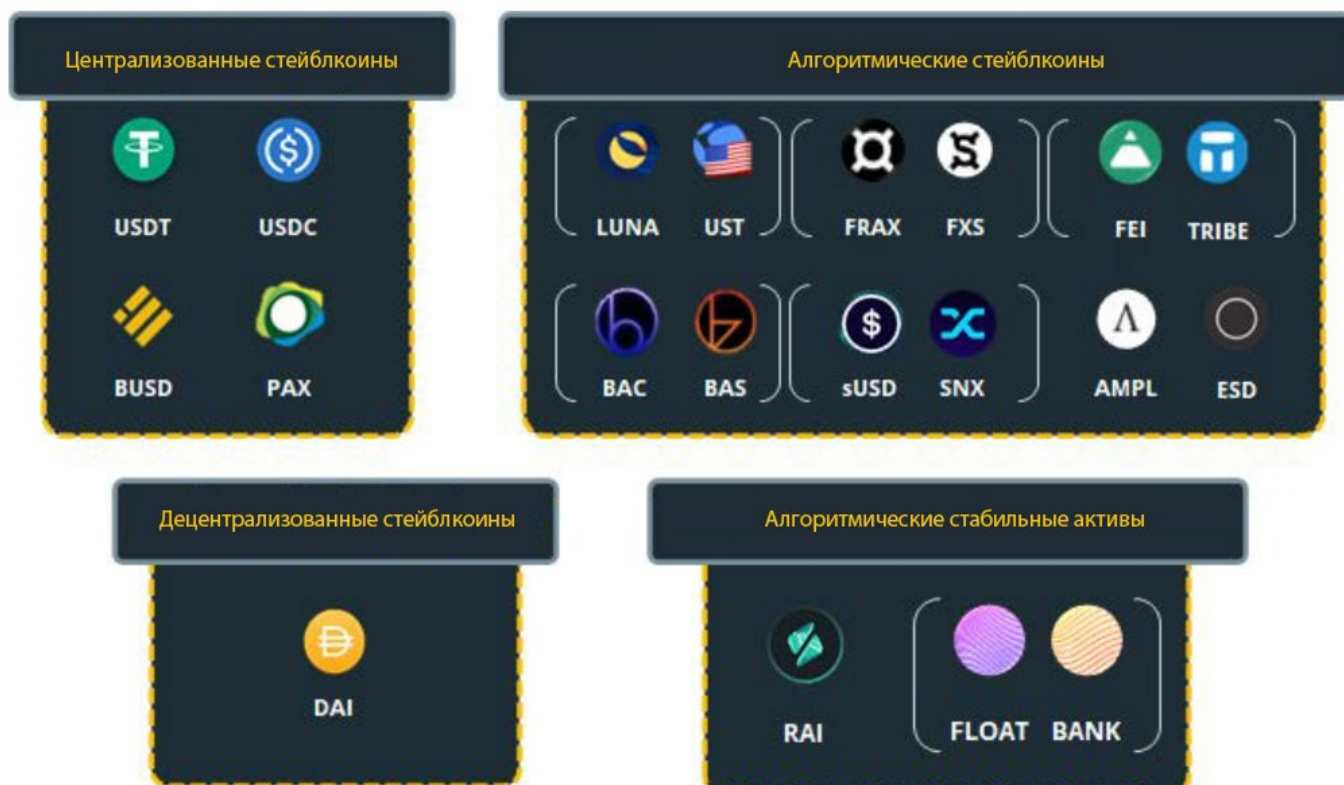 Централизованные стейблкоины
Алгоритмические стейблкоины
USDT USDC
LUNA UST FRAX FXS FEI TRIBE
BUSD PAX
BAC BAS sUSD SNX AMPL ESD
Децентрализованные стейблкоины
Алгоритмические стабильные активы
DAI
RAI FLOAT BANK